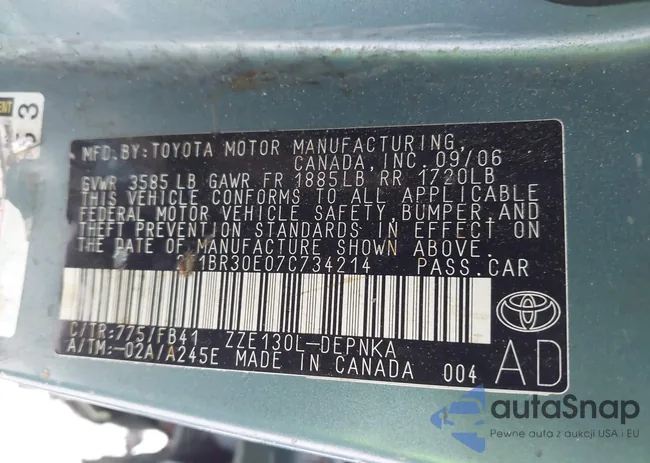 MFD. BY: TOYOTA MOTOR MANUFACTURING,
CANADA, INC. 09/06
GVWR 3585 LB GAWR FR 1885LB RR 1720LB
THIS VEHICLE CONFORMS TO ALL APPLICABLE
FEDERAL MOTOR VEHICLE SAFETY, BUMPER, AND
THEFT PREVENTION STANDARDS IN EFFECT ON
THE DATE OF MANUFACTURE SHOWN ABOVE.
1BR30E07C734214 PASS. CAR
C/TR: 775/FB41 ZZE130L-DEPNKA
A/TM:-02A/A245E MADE IN CANADA 004 AD
53
autaSnap
Pewne auta z aukcji USA i EU